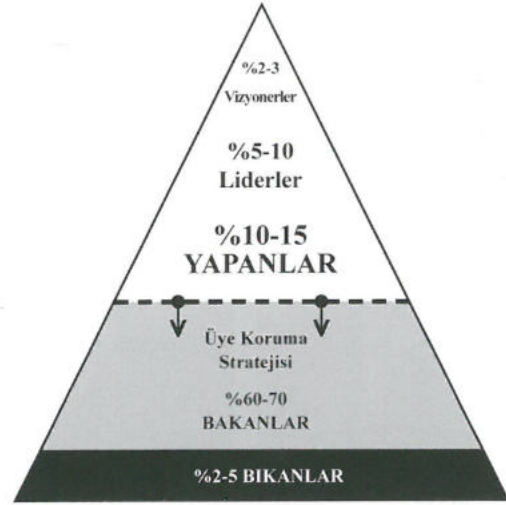 %2-3
Vizyonerler
%5-10
Liderler
%10-15
YAPANLAR
Üye Koruma
Stratejisi
%60-70
BAKANLAR
%2-5 BIKANLAR